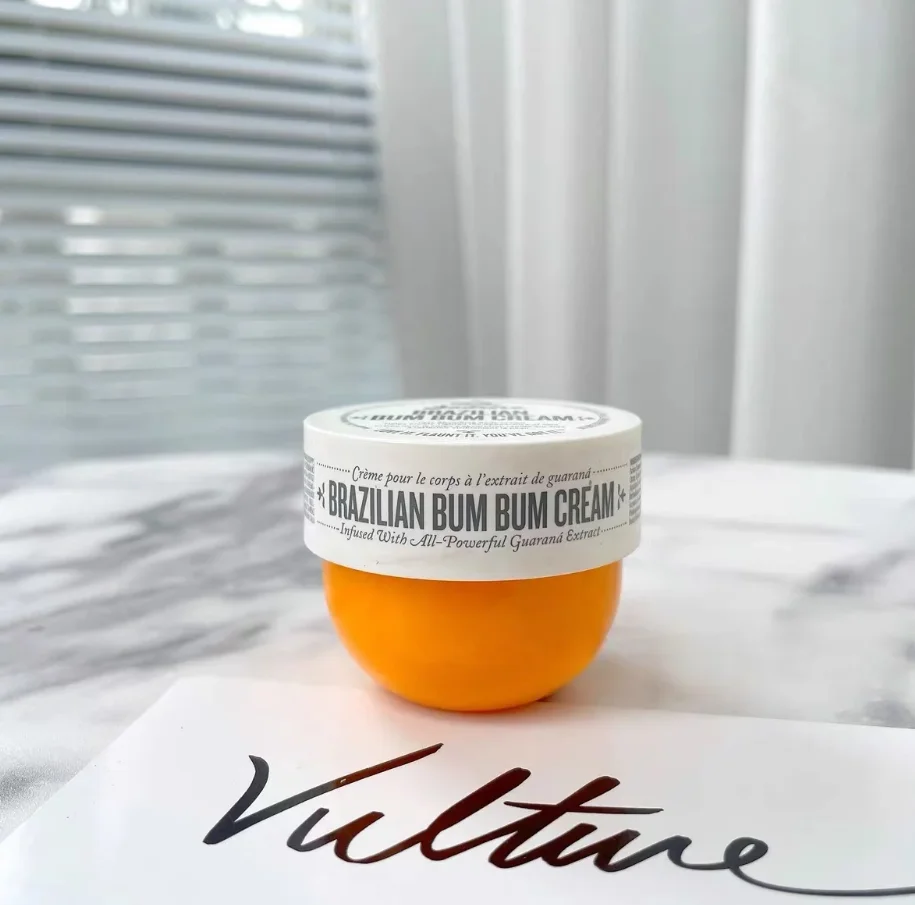 BRAZILIAN
BUM BUM CREAM
Crème pour le corps à l'extrait de guaraná
BRAZILIAN BUM BUM CREAM
Infused With All-Powerful Guaraná Extract
Vulture